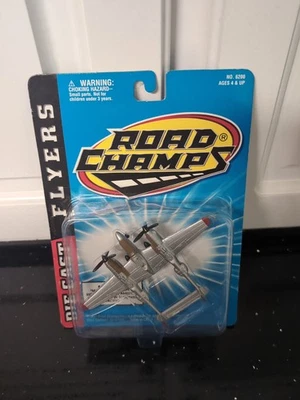 ⚠ WARNING:
CHOKING HAZARD—
Small parts. Not for
children under 3 years.
No. 6200
AGES 4 & UP
ROAD
CHAMPS®
DIE CAST
FLYERS